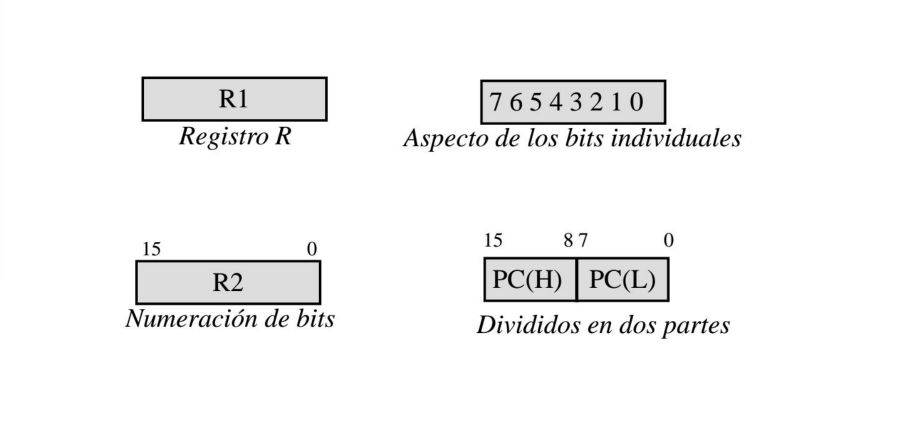 R1
Registro R
7 6 5 4 3 2 1 0
Aspecto de los bits individuales
15 0
R2
Numeración de bits
15 8 7 0
PC(H) PC(L)
Divididos en dos partes